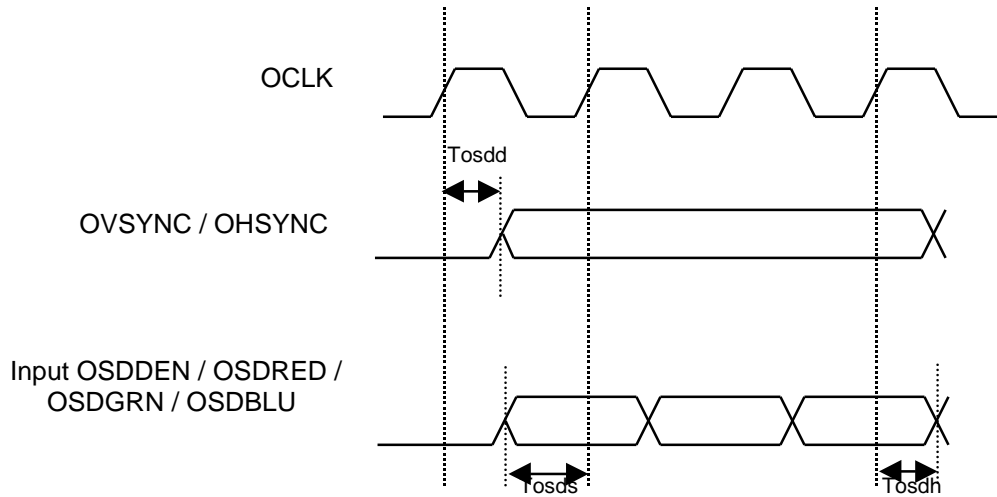 OCLK
Tosdd
OVSYNC / OHSYNC
Input OSDDEN / OSDRED /
OSDGRN / OSDBLU
Tosds
Tosdh